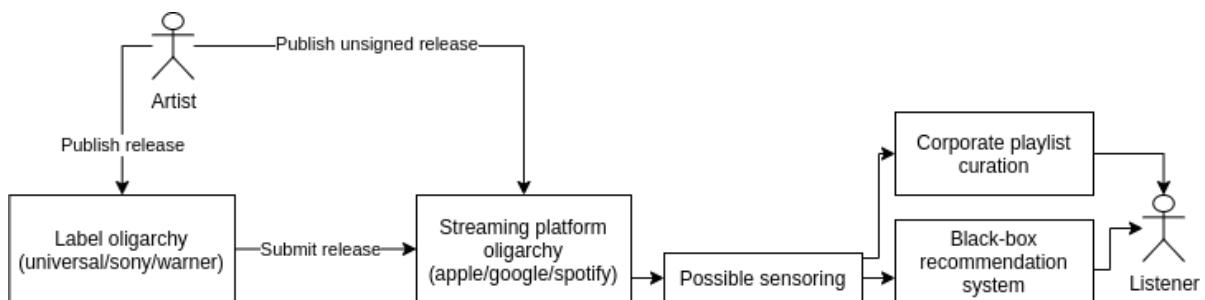 Publish unsigned release
Artist
Publish release
Label oligarchy
(universal/sony/warner)
Submit release
Streaming platform
oligarchy
(apple/google/spotify)
Possible sensoring
Corporate playlist
curation
Black-box
recommendation
system
Listener